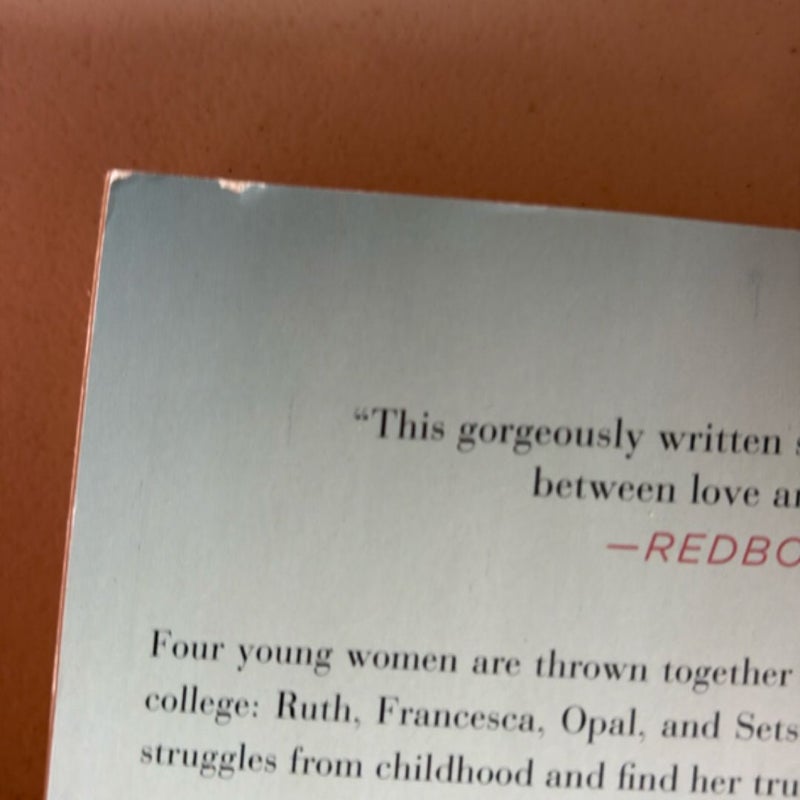 “This gorgeously written s
between love an
—REDBO
Four young women are thrown together
college: Ruth, Francesca, Opal, and Sets
struggles from childhood and find her tru